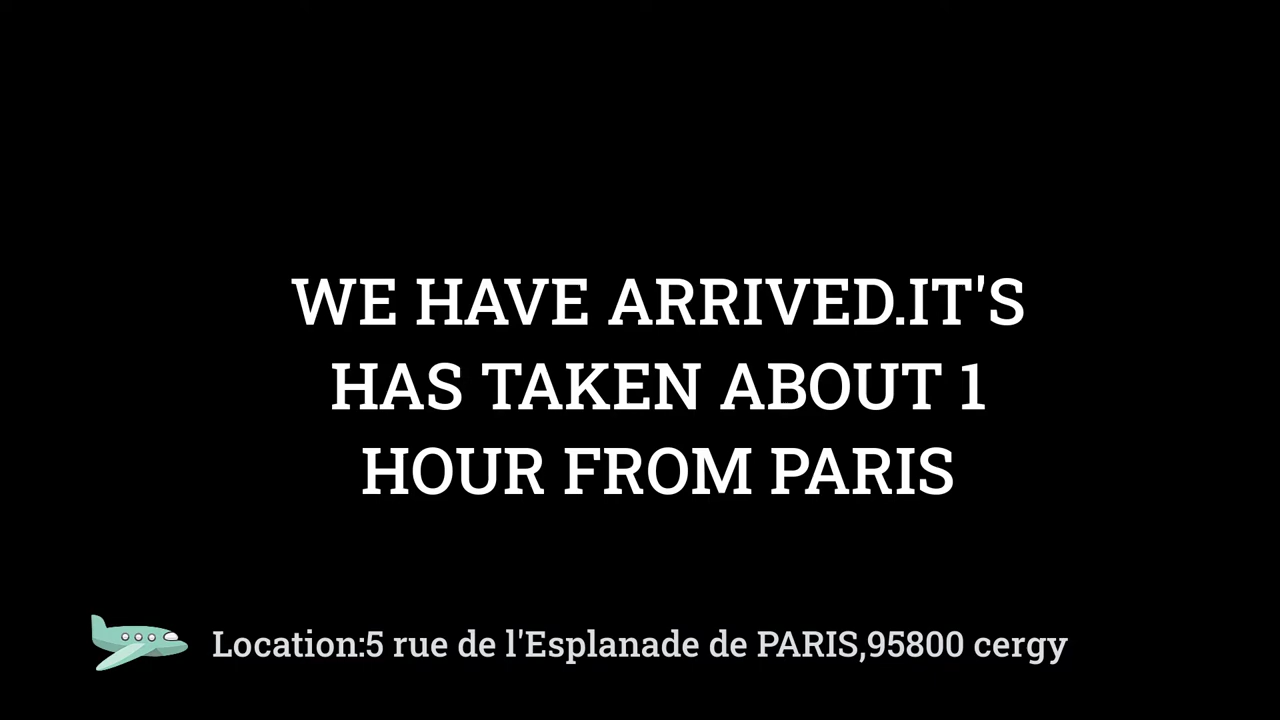 WE HAVE ARRIVED.IT'S
HAS TAKEN ABOUT 1
HOUR FROM PARIS
Location:5 rue de l'Esplanade de PARIS,95800 cergy